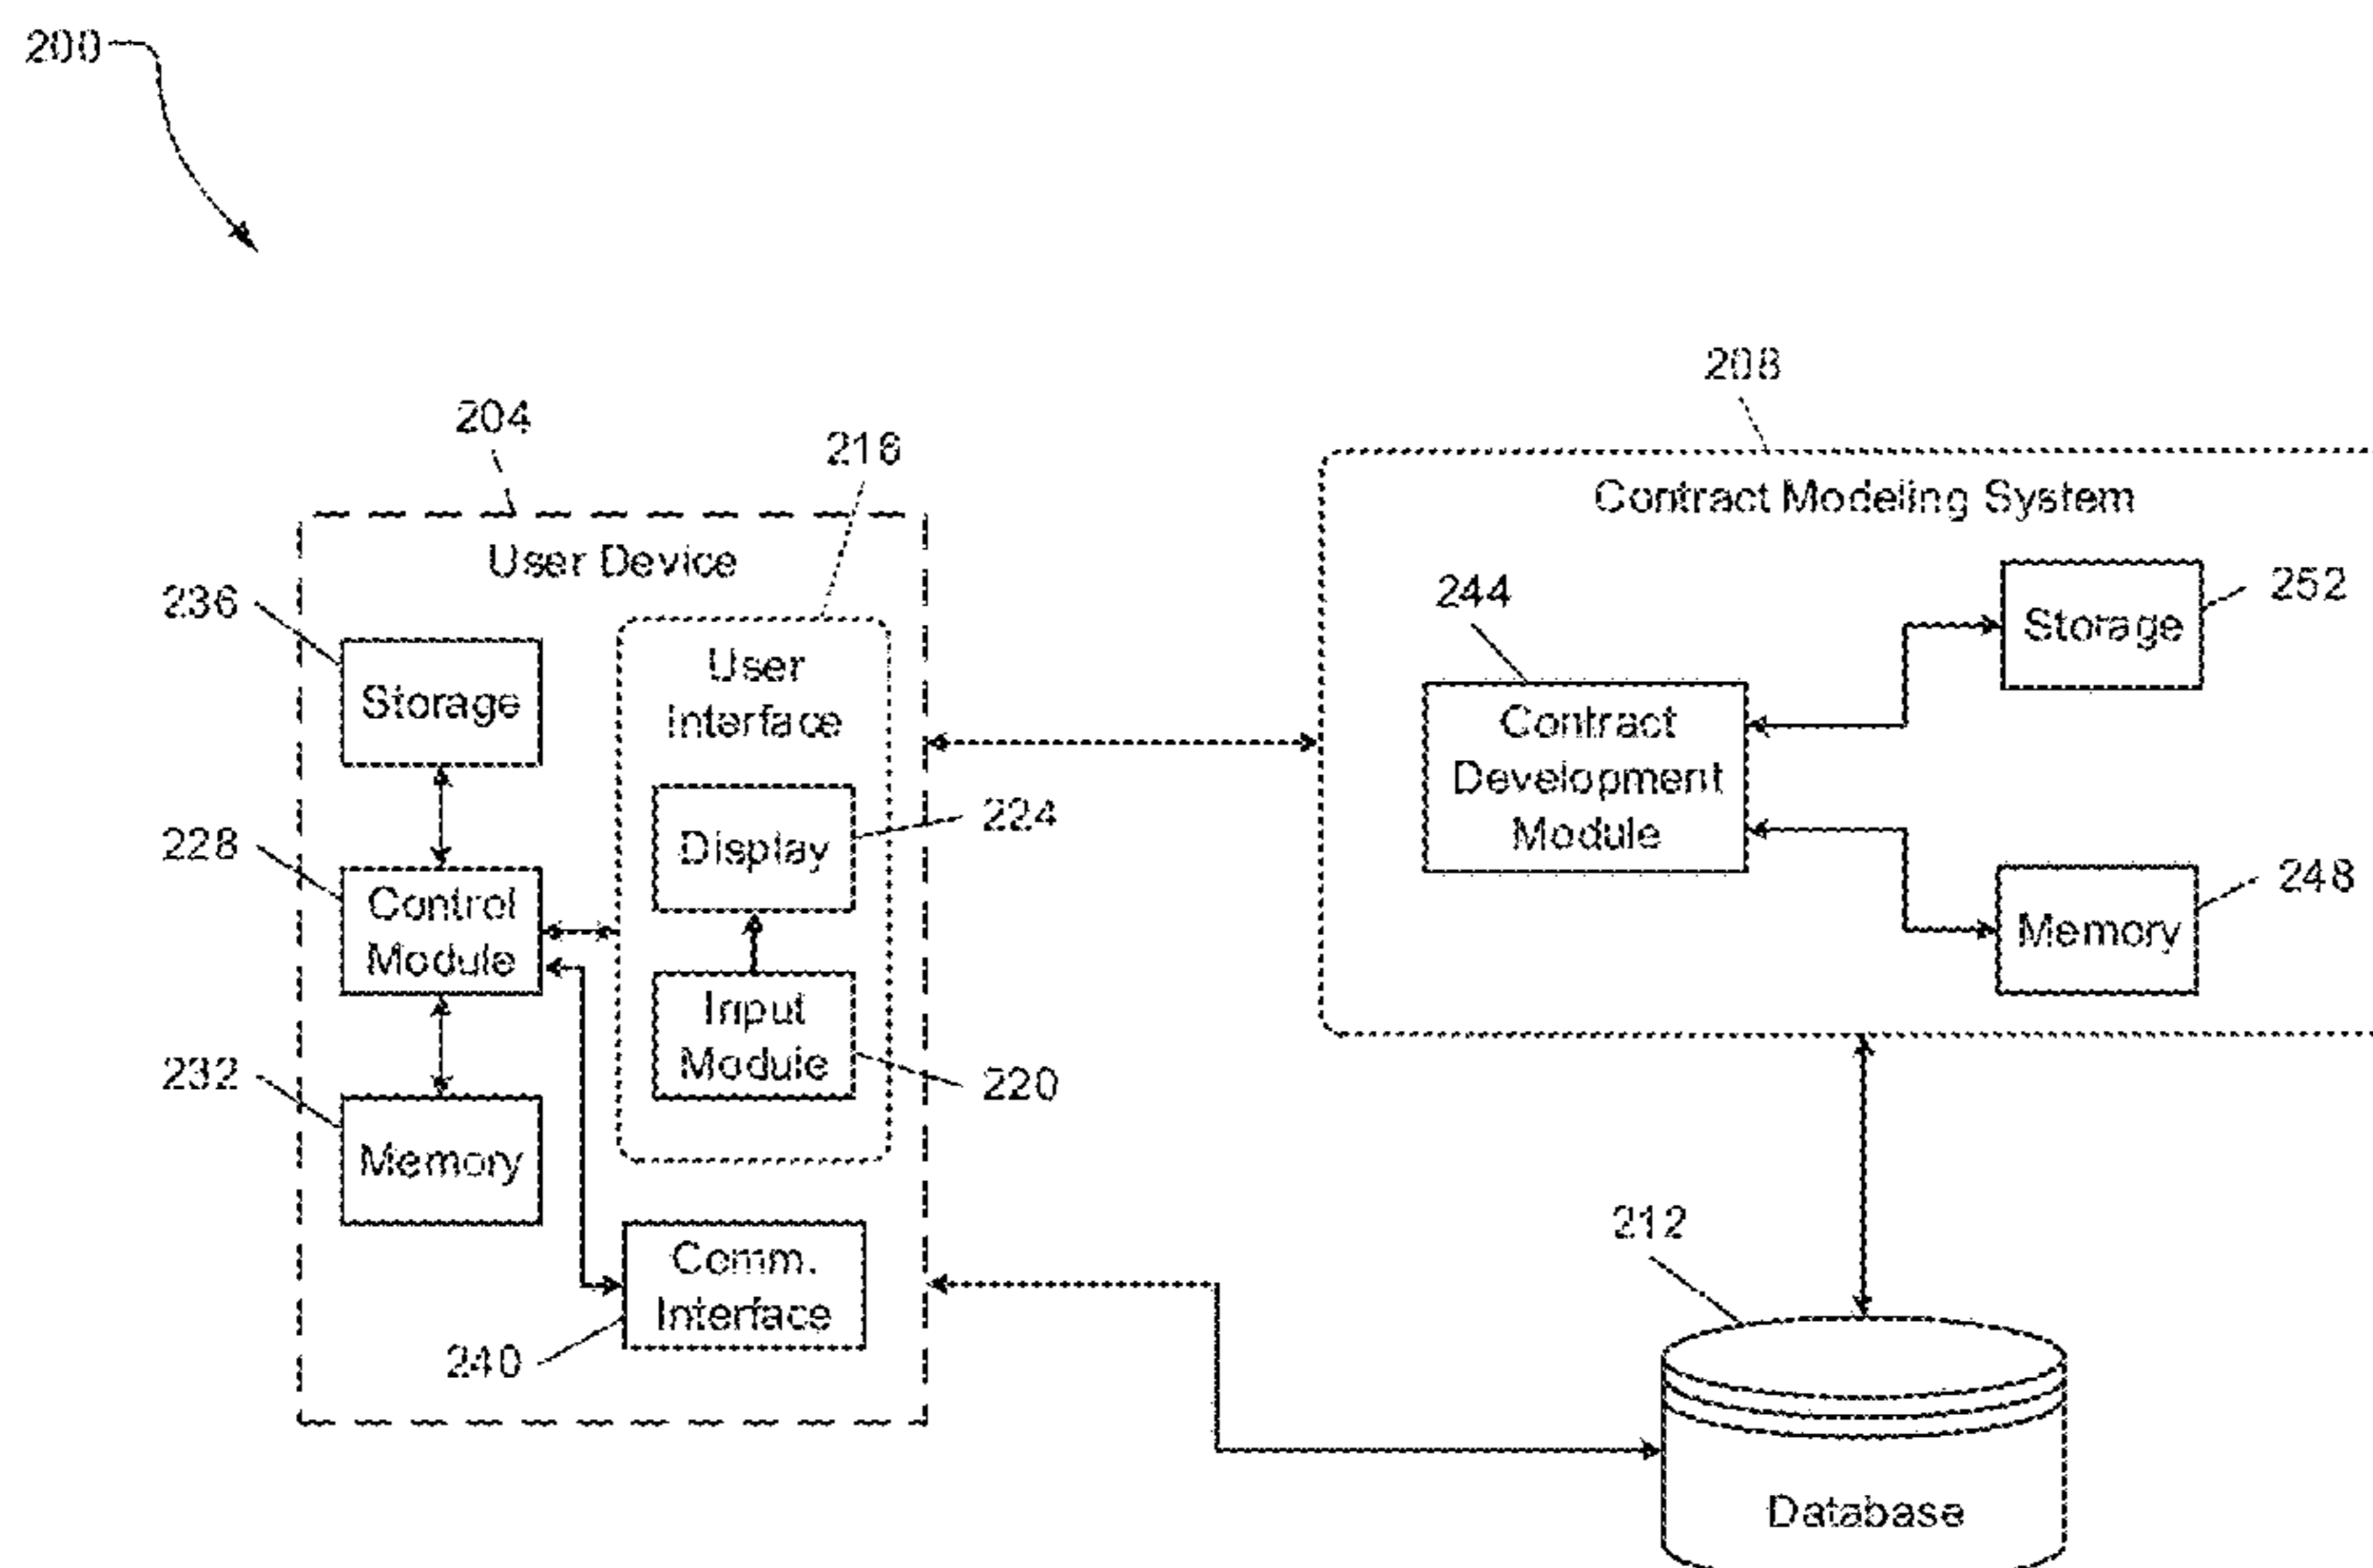 200
208
204
216
Contract Modeling System
User Device
236
244
252
Storage
User
Interface
Storage
Contract
Development
Module
224
Display
228
Control
Module
248
Memory
Input
Module
220
232
Memory
212
Comm.
Interface
240
Database